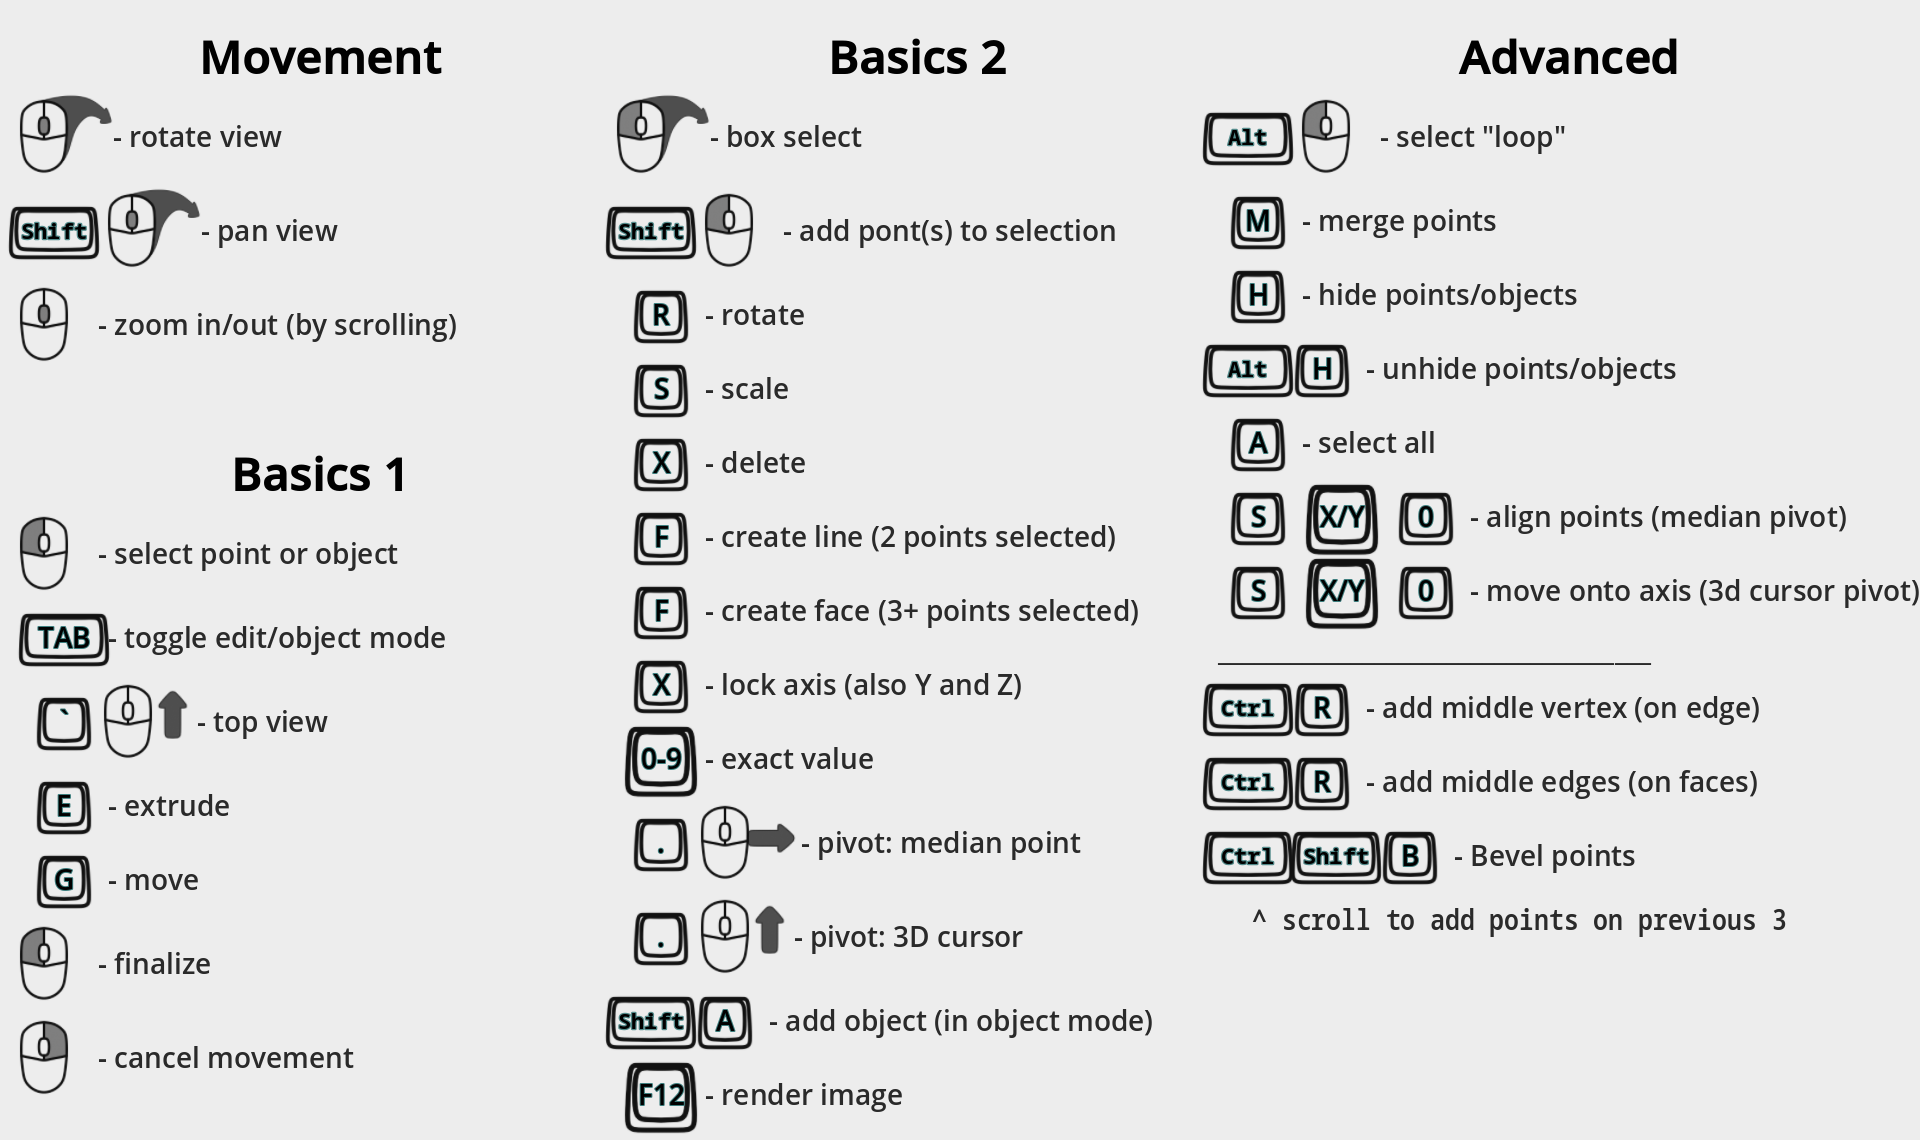 Movement
- rotate view
Shift - pan view
- zoom in/out (by scrolling)
Basics 1
- select point or object
TAB - toggle edit/object mode
` - top view
E - extrude
G - move
- finalize
- cancel movement
Basics 2
- box select
Shift - add pont(s) to selection
R - rotate
S - scale
X - delete
F - create line (2 points selected)
F - create face (3+ points selected)
X - lock axis (also Y and Z)
0-9 - exact value
. - pivot: median point
. - pivot: 3D cursor
Shift A - add object (in object mode)
F12 - render image
Advanced
Alt - select "loop"
M - merge points
H - hide points/objects
Alt H - unhide points/objects
A - select all
S X/Y 0 - align points (median pivot)
S X/Y 0 - move onto axis (3d cursor pivot)
Ctrl R - add middle vertex (on edge)
Ctrl R - add middle edges (on faces)
Ctrl Shift B - Bevel points
^ scroll to add points on previous 3